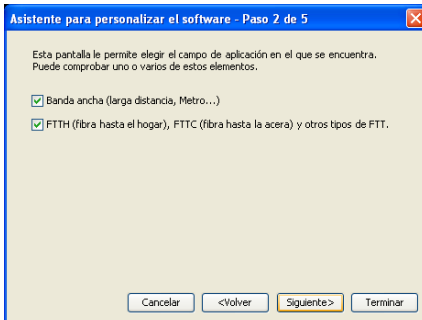 Asistente para personalizar el software - Paso 2 de 5
Esta pantalla le permite elegir el campo de aplicación en el que se encuentra.
Puede comprobar uno o varios de estos elementos.
Banda ancha (larga distancia, Metro...)
FTTH (fibra hasta el hogar), FTTC (fibra hasta la acera) y otros tipos de FTT.
Cancelar <Volver Siguiente> Terminar